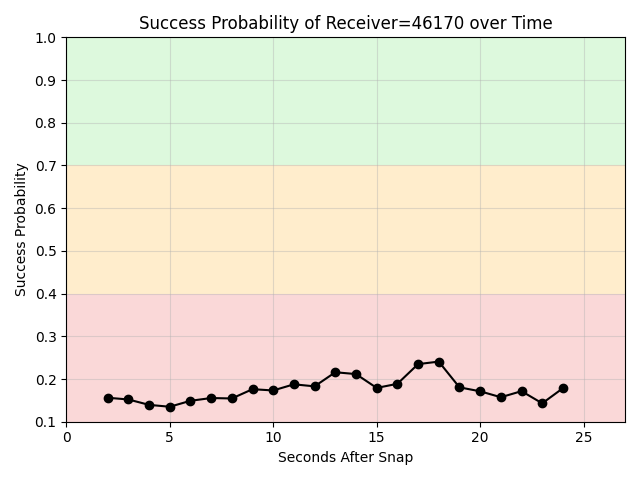 Success Probability of Receiver=46170 over Time
1.0
0.9
0.8
0.7
0.6
0.5
0.4
0.3
0.2
0.1
Success Probability
0 5 10 15 20 25
Seconds After Snap